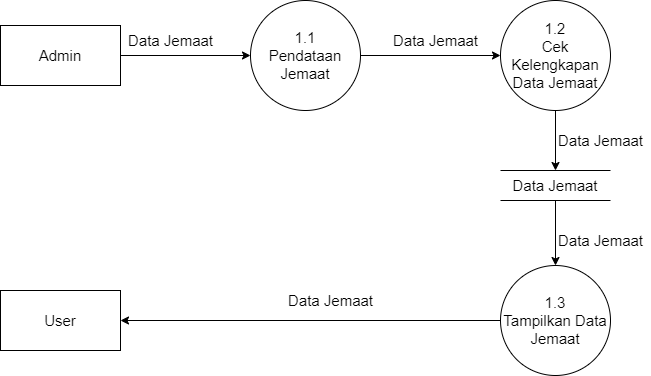 Admin
Data Jemaat
1.1
Pendataan
Jemaat
Data Jemaat
1.2
Cek
Kelengkapan
Data Jemaat
Data Jemaat
Data Jemaat
Data Jemaat
1.3
Tampilkan Data
Jemaat
Data Jemaat
User